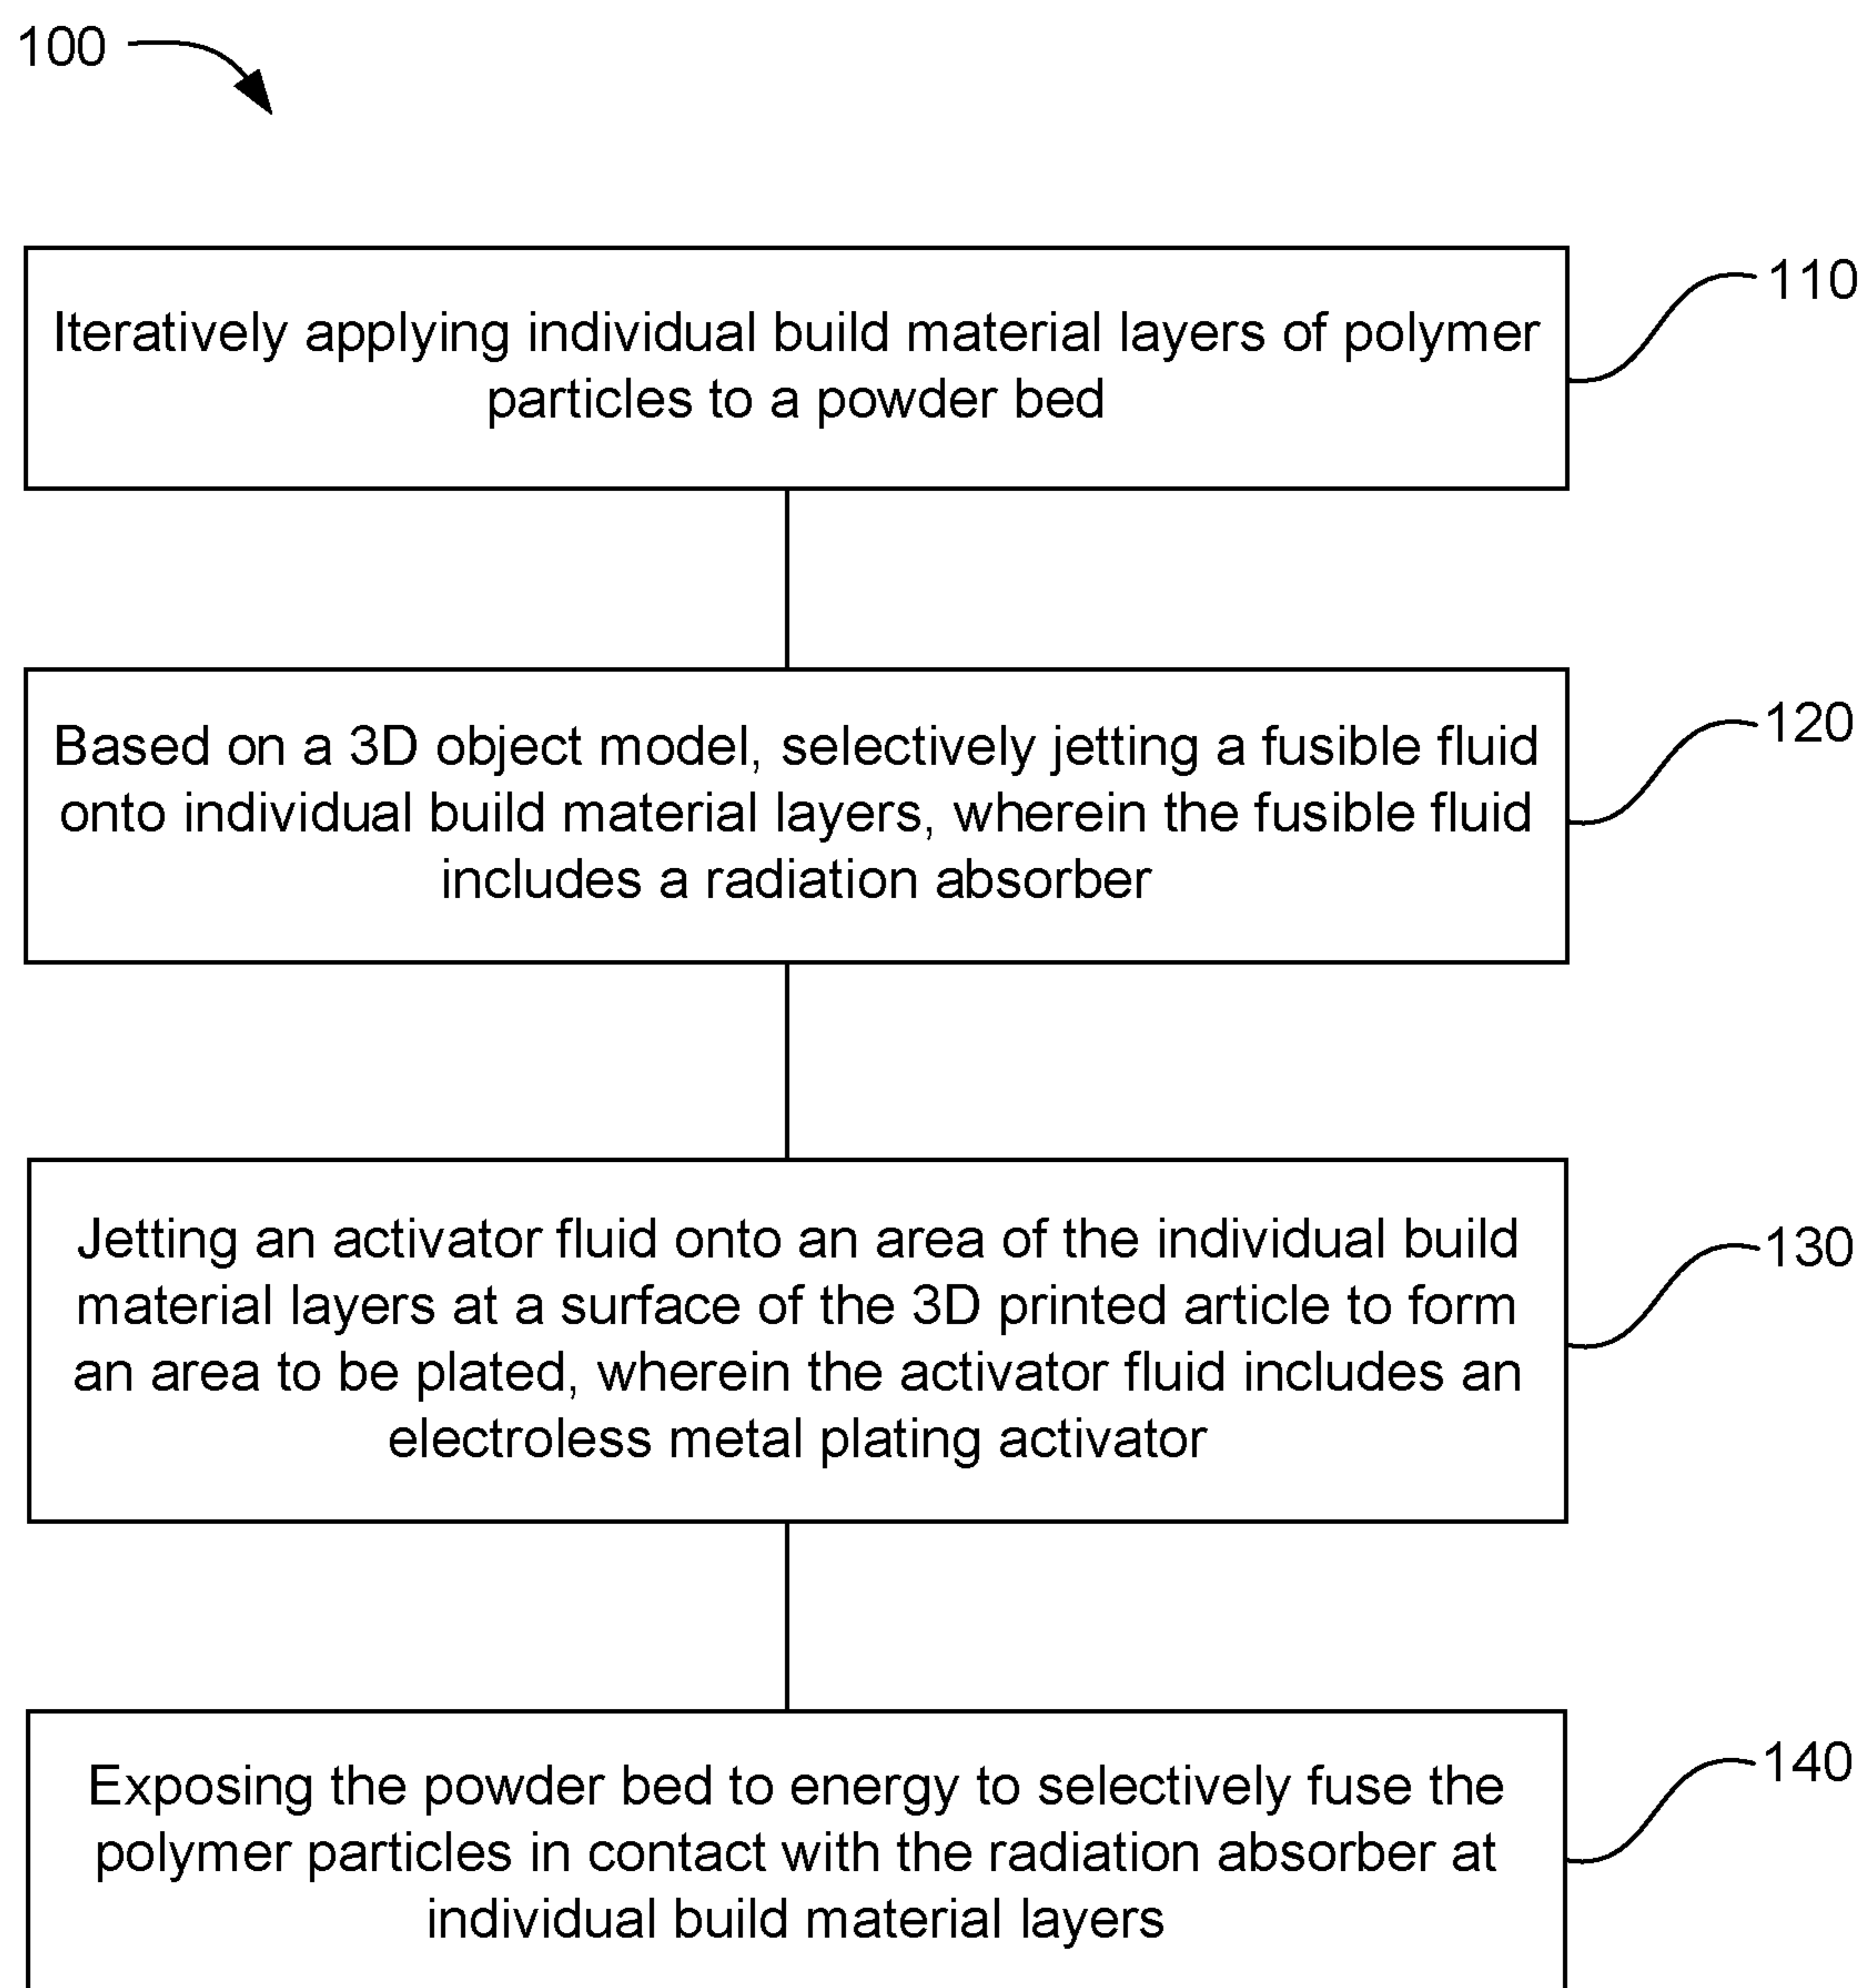 100
Iteratively applying individual build material layers of polymer
particles to a powder bed
110
Based on a 3D object model, selectively jetting a fusible fluid
onto individual build material layers, wherein the fusible fluid
includes a radiation absorber
120
Jetting an activator fluid onto an area of the individual build
material layers at a surface of the 3D printed article to form
an area to be plated, wherein the activator fluid includes an
electroless metal plating activator
130
Exposing the powder bed to energy to selectively fuse the
polymer particles in contact with the radiation absorber at
individual build material layers
140